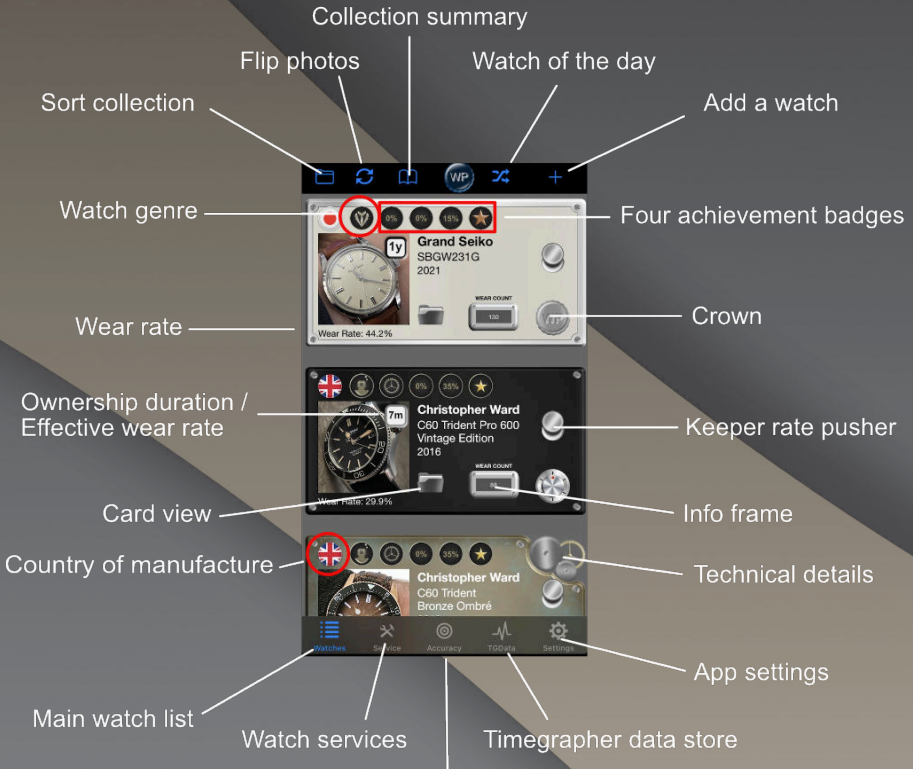 Collection summary
Flip photos
Watch of the day
Sort collection
Add a watch
WP
Watch genre
0%
0%
15%
Four achievement badges
1y
Grand Seiko
SBGW231G
2021
WEAR COUNT
130
Wear rate
Wear Rate: 44.2%
Crown
0%
35%
Ownership duration /
Effective wear rate
7m
Christopher Ward
C60 Trident Pro 600
Vintage Edition
2016
Keeper rate pusher
WEAR COUNT
Wear Rate: 29.9%
Card view
Info frame
Country of manufacture
0%
35%
Christopher Ward
C60 Trident
Bronze Ombré
Technical details
Watches
Service
Accuracy
TGData
Settings
App settings
Main watch list
Watch services
Timegrapher data store